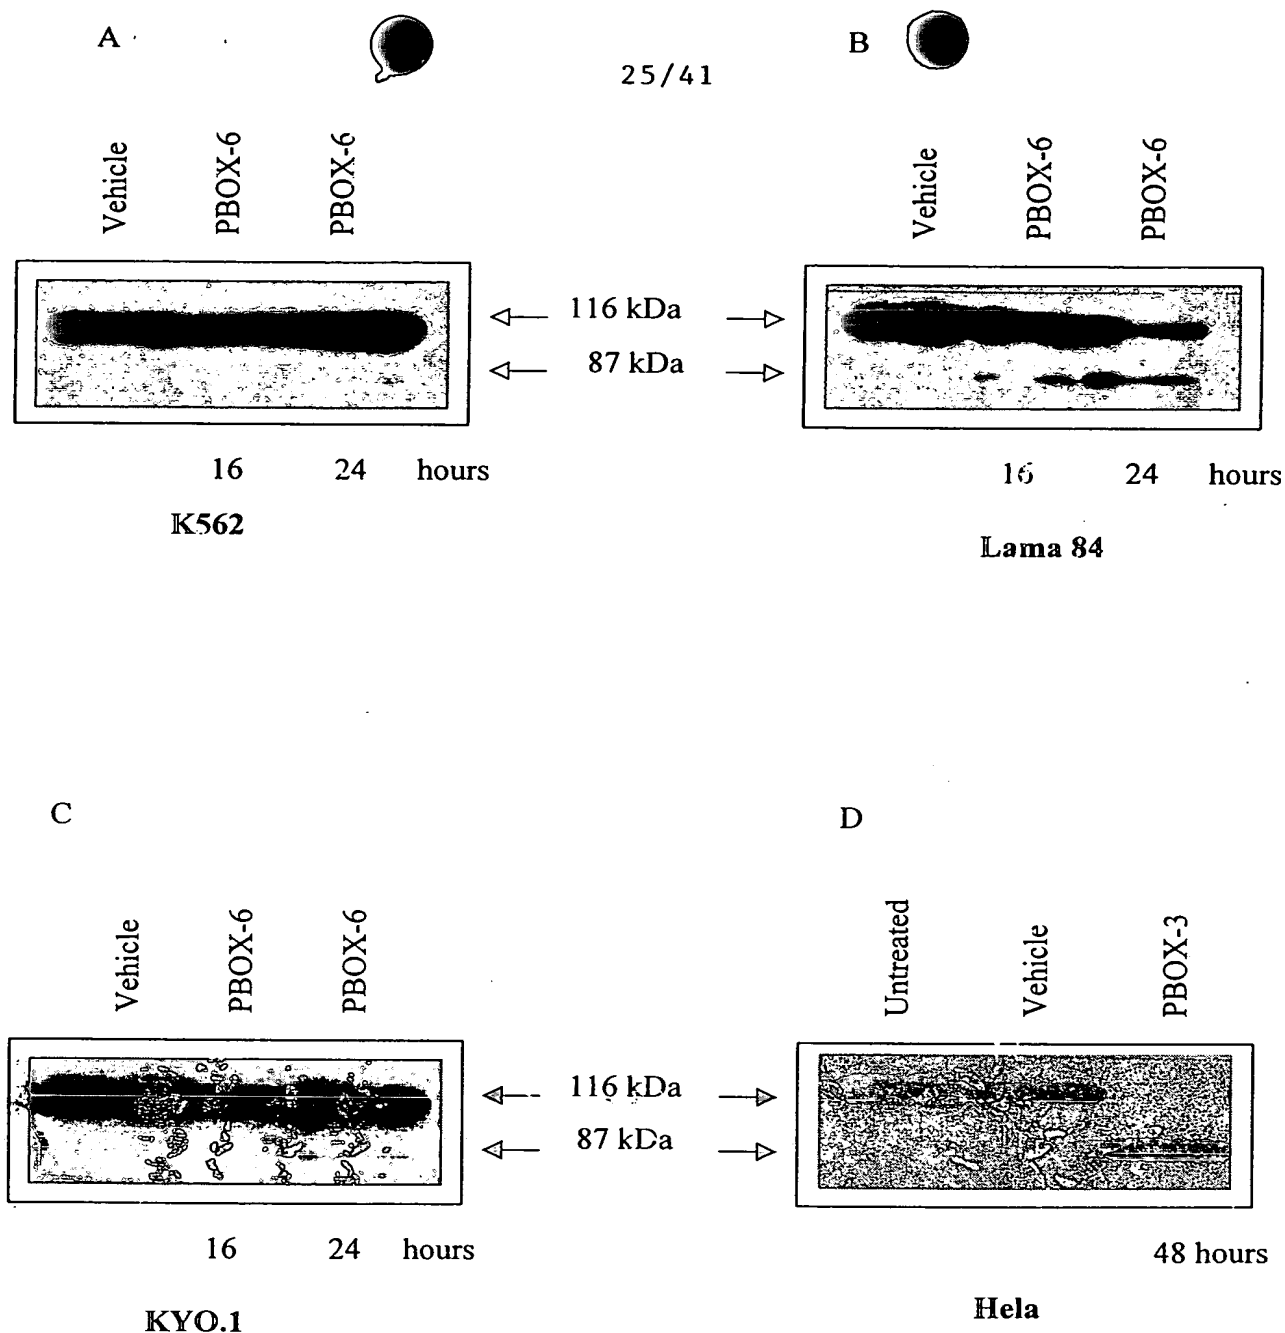 A
B
25/41
Vehicle
PBOX-6
PBOX-6
Vehicle
PBOX-6
PBOX-6
116 kDa
87 kDa
16 24 hours
K562
16 24 hours
Lama 84
C
D
Vehicle
PBOX-6
PBOX-6
Untreated
Vehicle
PBOX-3
116 kDa
87 kDa
16 24 hours
KYO.1
48 hours
Hela